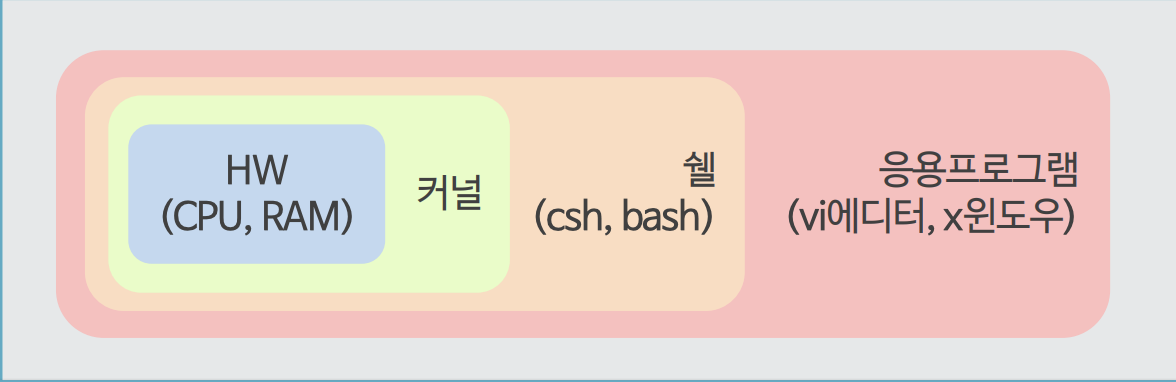 HW
(CPU, RAM)
커널
쉘
(csh, bash)
응용프로그램
(vi에디터, x윈도우)